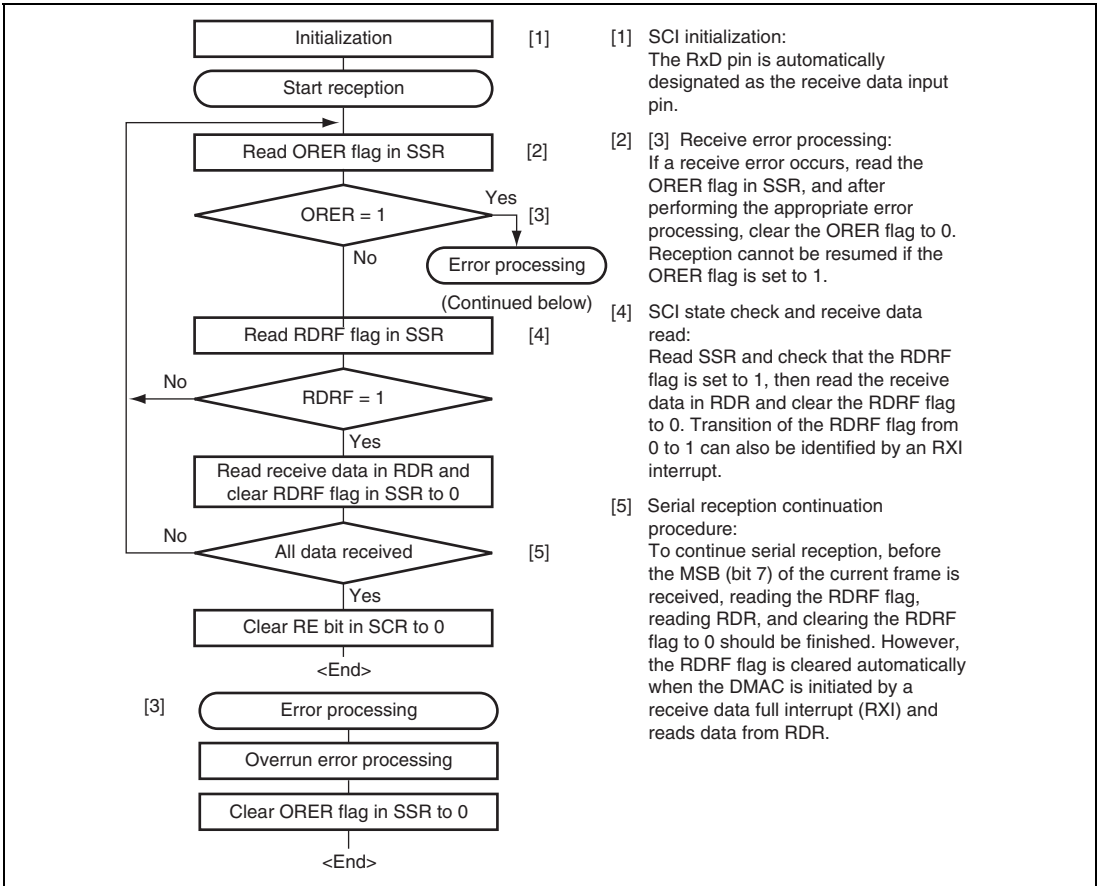 Initialization [1]
Start reception
Read ORER flag in SSR [2]
Yes
ORER = 1 [3]
No
Error processing
(Continued below)
Read RDRF flag in SSR [4]
No
RDRF = 1
Yes
Read receive data in RDR and
clear RDRF flag in SSR to 0
No
All data received [5]
Yes
Clear RE bit in SCR to 0
<End>
[3] Error processing
Overrun error processing
Clear ORER flag in SSR to 0
<End>
[1] SCI initialization:
The RxD pin is automatically
designated as the receive data input
pin.
[2] [3] Receive error processing:
If a receive error occurs, read the
ORER flag in SSR, and after
performing the appropriate error
processing, clear the ORER flag to 0.
Reception cannot be resumed if the
ORER flag is set to 1.
[4] SCI state check and receive data
read:
Read SSR and check that the RDRF
flag is set to 1, then read the receive
data in RDR and clear the RDRF flag
to 0. Transition of the RDRF flag from
0 to 1 can also be identified by an RXI
interrupt.
[5] Serial reception continuation
procedure:
To continue serial reception, before
the MSB (bit 7) of the current frame is
received, reading the RDRF flag,
reading RDR, and clearing the RDRF
flag to 0 should be finished. However,
the RDRF flag is cleared automatically
when the DMAC is initiated by a
receive data full interrupt (RXI) and
reads data from RDR.